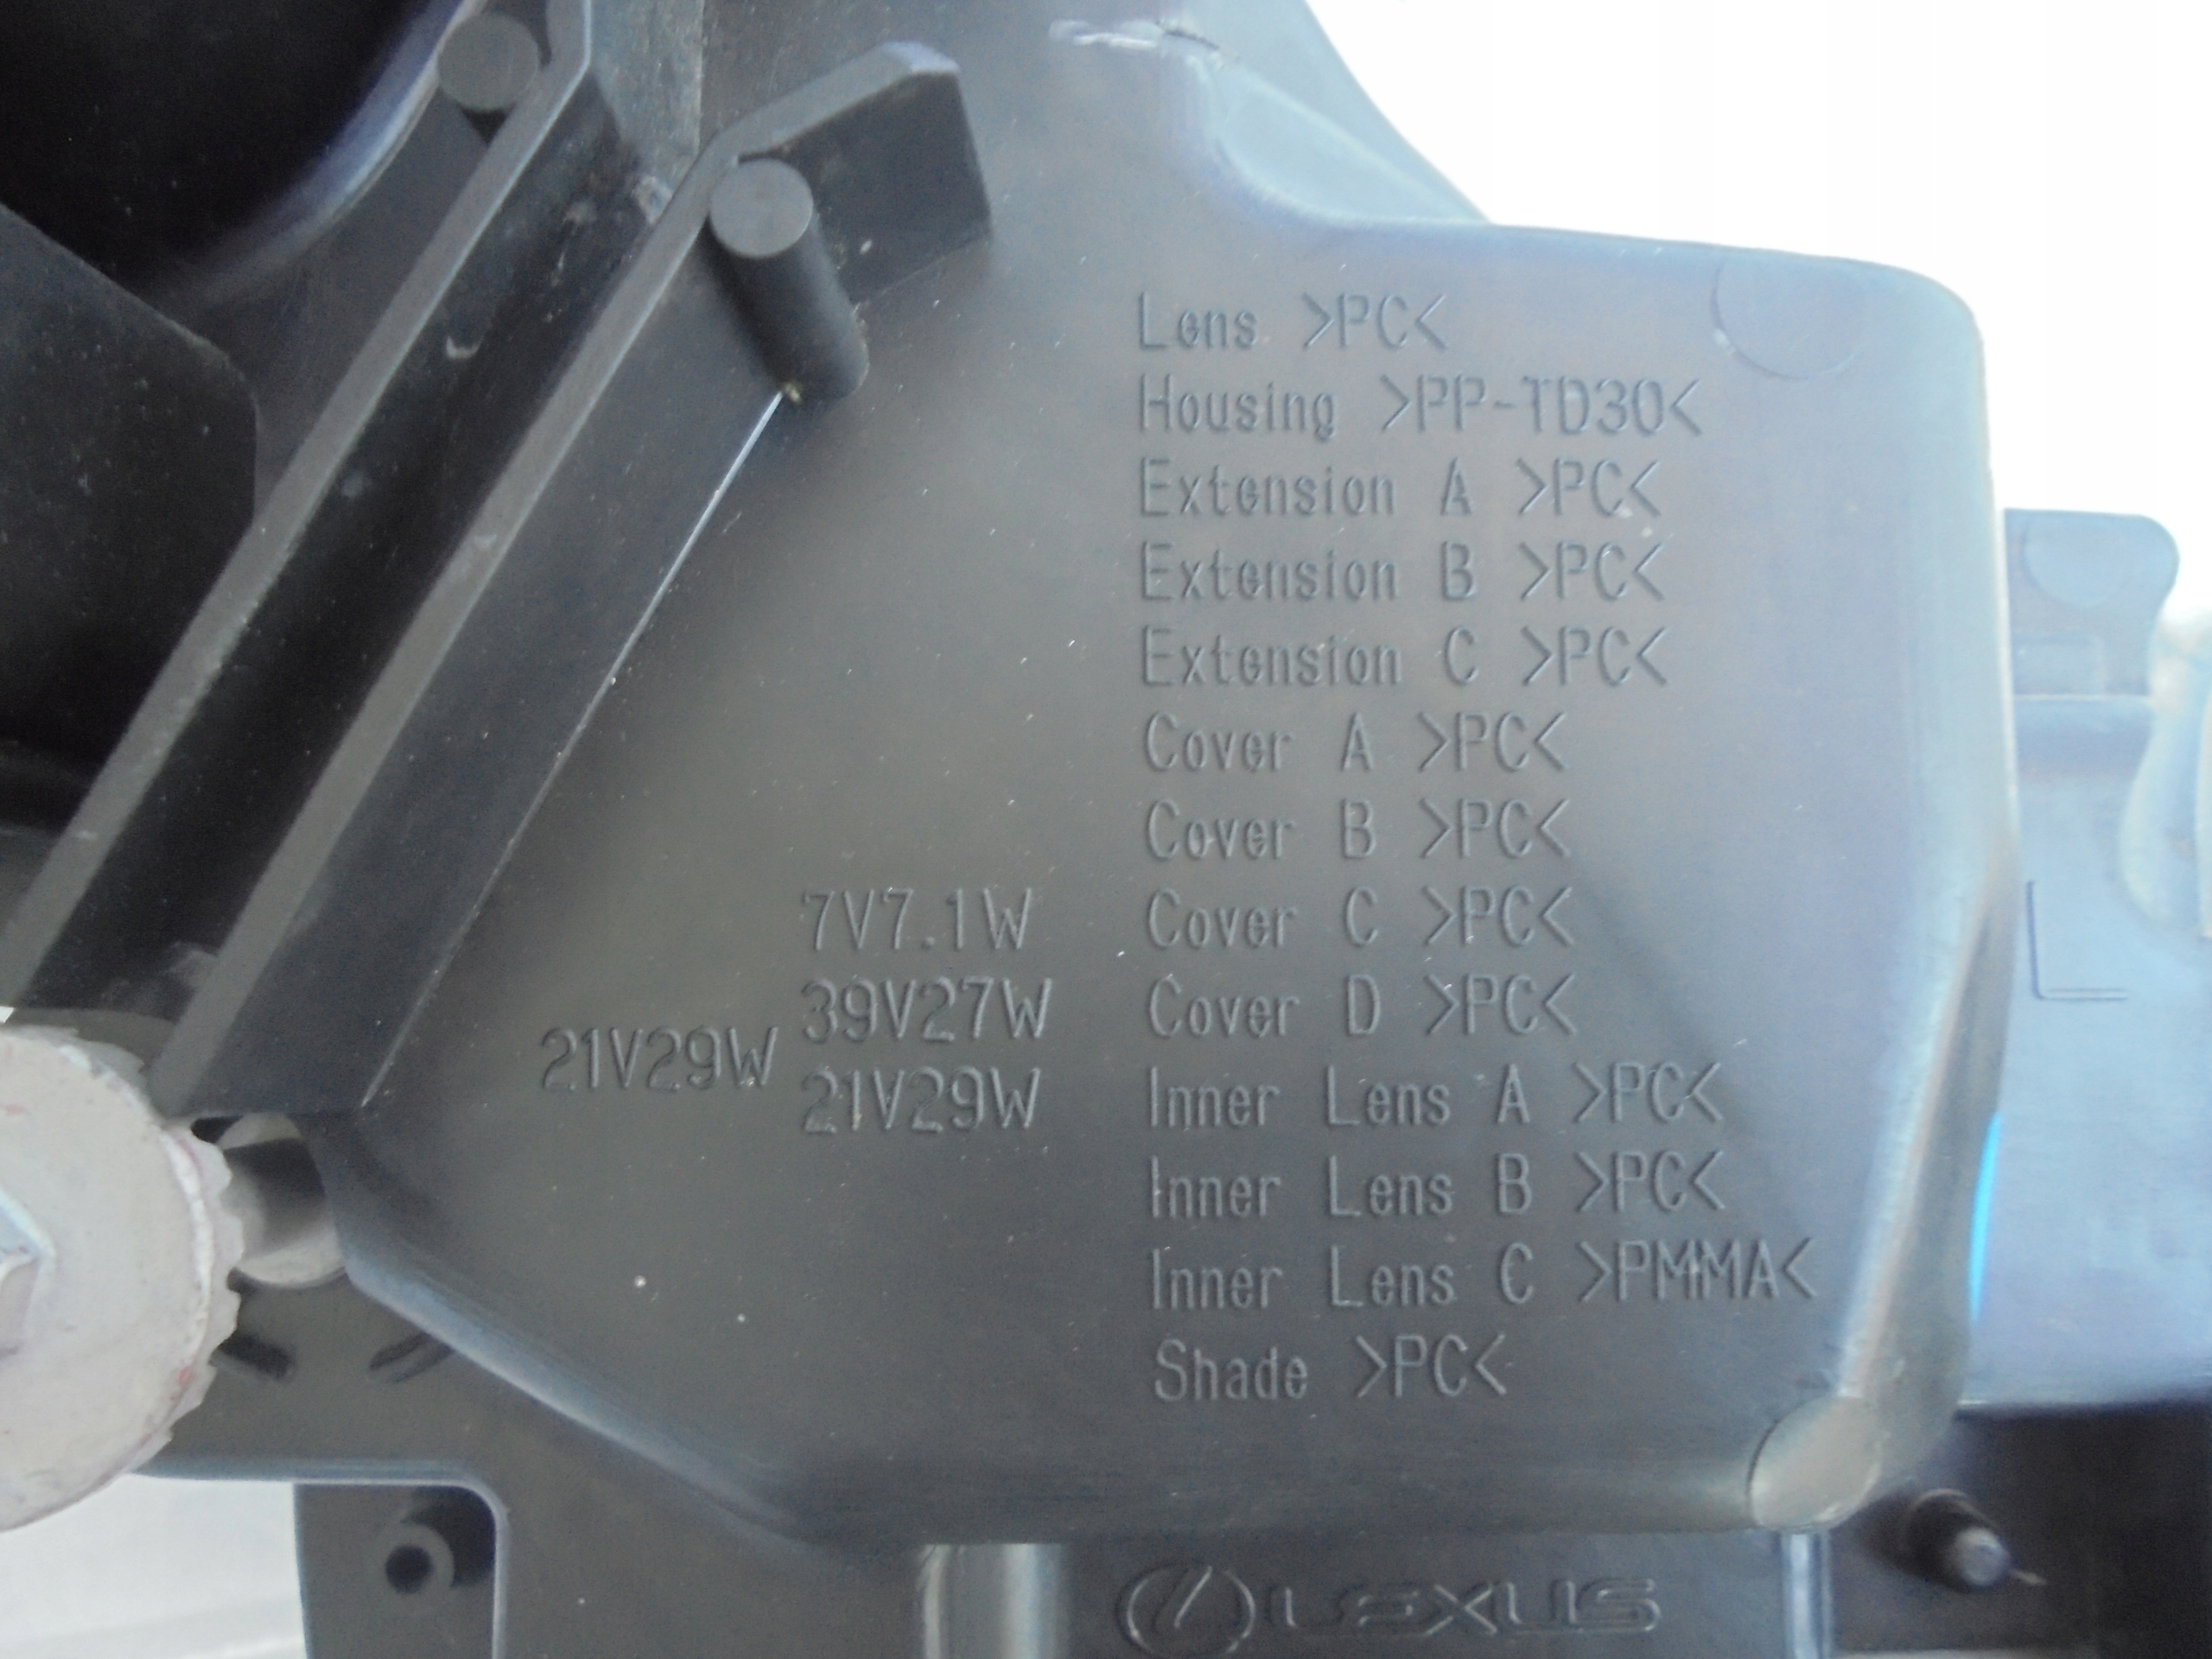 Lens >PC<
Housing >PP-TD30<
Extension A >PC<
Extension B >PC<
Extension C >PC<
Cover A >PC<
Cover B >PC<
Cover C >PC<
Cover D >PC<
Inner Lens A >PC<
Inner Lens B >PC<
Inner Lens C >PMMA<
Shade >PC<
7V7.1W
39V27W
21V29W
21V29W
L
LEXUS